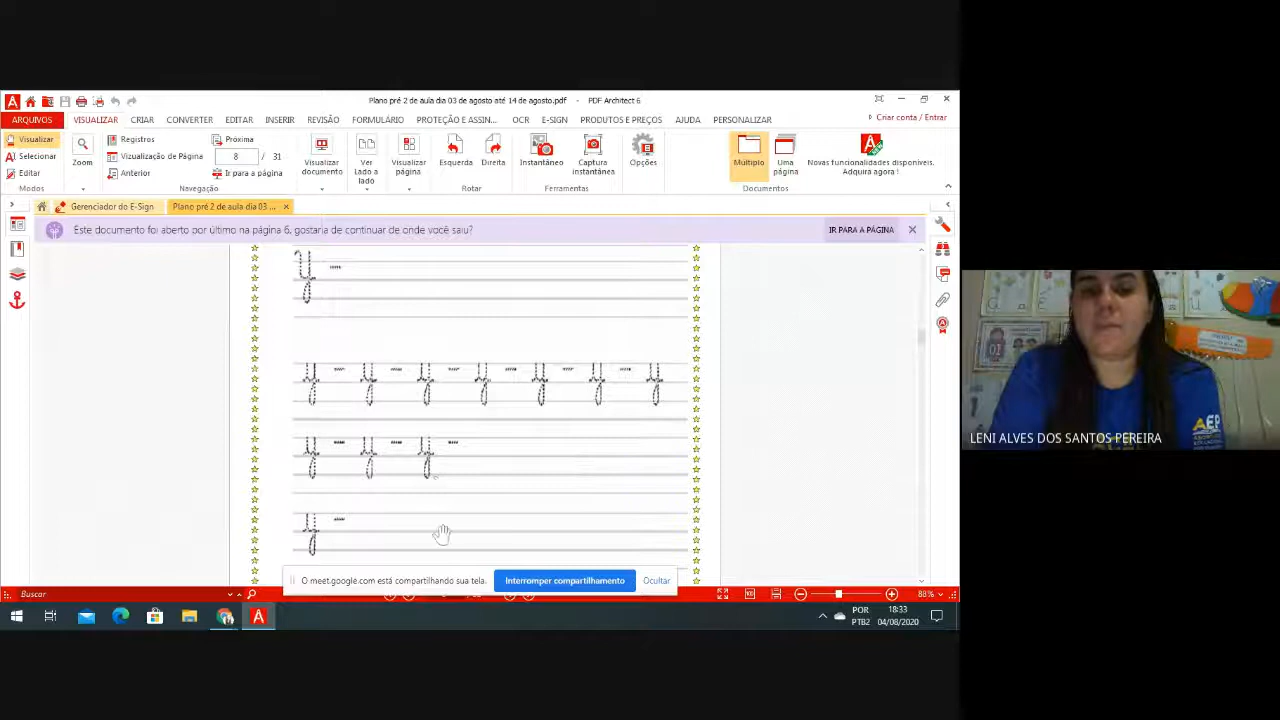 Plano pré 2 de aula dia 03 de agosto até 14 de agosto.pdf - PDF Architect 6
ARQUIVOS VISUALIZAR CRIAR CONVERTER EDITAR INSERIR REVISÃO FORMULÁRIO PROTEÇÃO E ASSIN... OCR E-SIGN PRODUTOS E PREÇOS AJUDA PERSONALIZAR
Criar conta / Entrar
Visualizar
Selecionar
Editar
Modos
Zoom
Registros
Vizualização de Página
Anterior
Próxima
8 / 31
Ir para a página
Navegação
Visualizar documento
Ver Lado a lado
Visualizar página
Esquerda
Direita
Rotar
Instantâneo
Captura instantânea
Ferramentas
Opções
Múltiplo
Uma página
Documentos
Novas funcionalidades disponíveis. Adquira agora !
Gerenciador do E-Sign
Plano pré 2 de aula dia 03 ...
Este documento foi aberto por último na página 6, gostaria de continuar de onde você saiu?
IR PARA A PÁGINA
O meet.google.com está compartilhando sua tela.
Interromper compartilhamento
Ocultar
Buscar
88%
POR
PTB2
18:33
04/08/2020
AEP
LENI ALVES DOS SANTOS PEREIRA